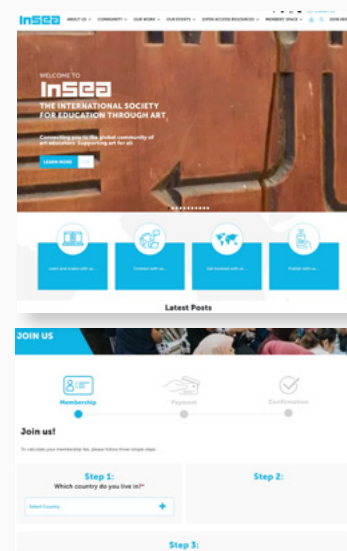 InSEA
ABOUT US
COMMUNITY
OUR WORK
OUR EVENTS
OPEN-ACCESS RESOURCES
MEMBERS' SPACE
WELCOME TO
InSEA
THE INTERNATIONAL SOCIETY
FOR EDUCATION THROUGH ART
Connecting you to the global community of
art educators. Supporting art for all.
LEARN MORE
Learn and create with us...
Connect with us...
Get involved with us...
Publish with us...
Latest Posts
JOIN US
Membership
Payment
Confirmation
Join us!
To calculate your membership fee, please follow three simple steps.
Step 1:
Which country do you live in?*
Select Country
Step 2:
Step 3: